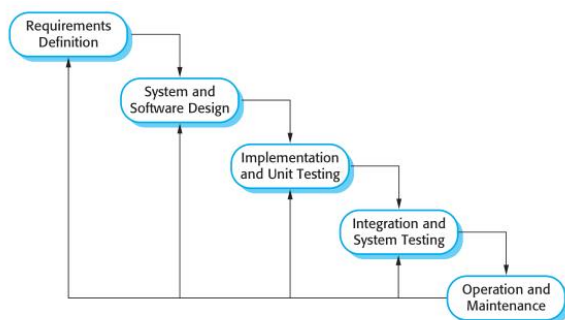 Requirements
Definition
System and
Software Design
Implementation
and Unit Testing
Integration and
System Testing
Operation and
Maintenance